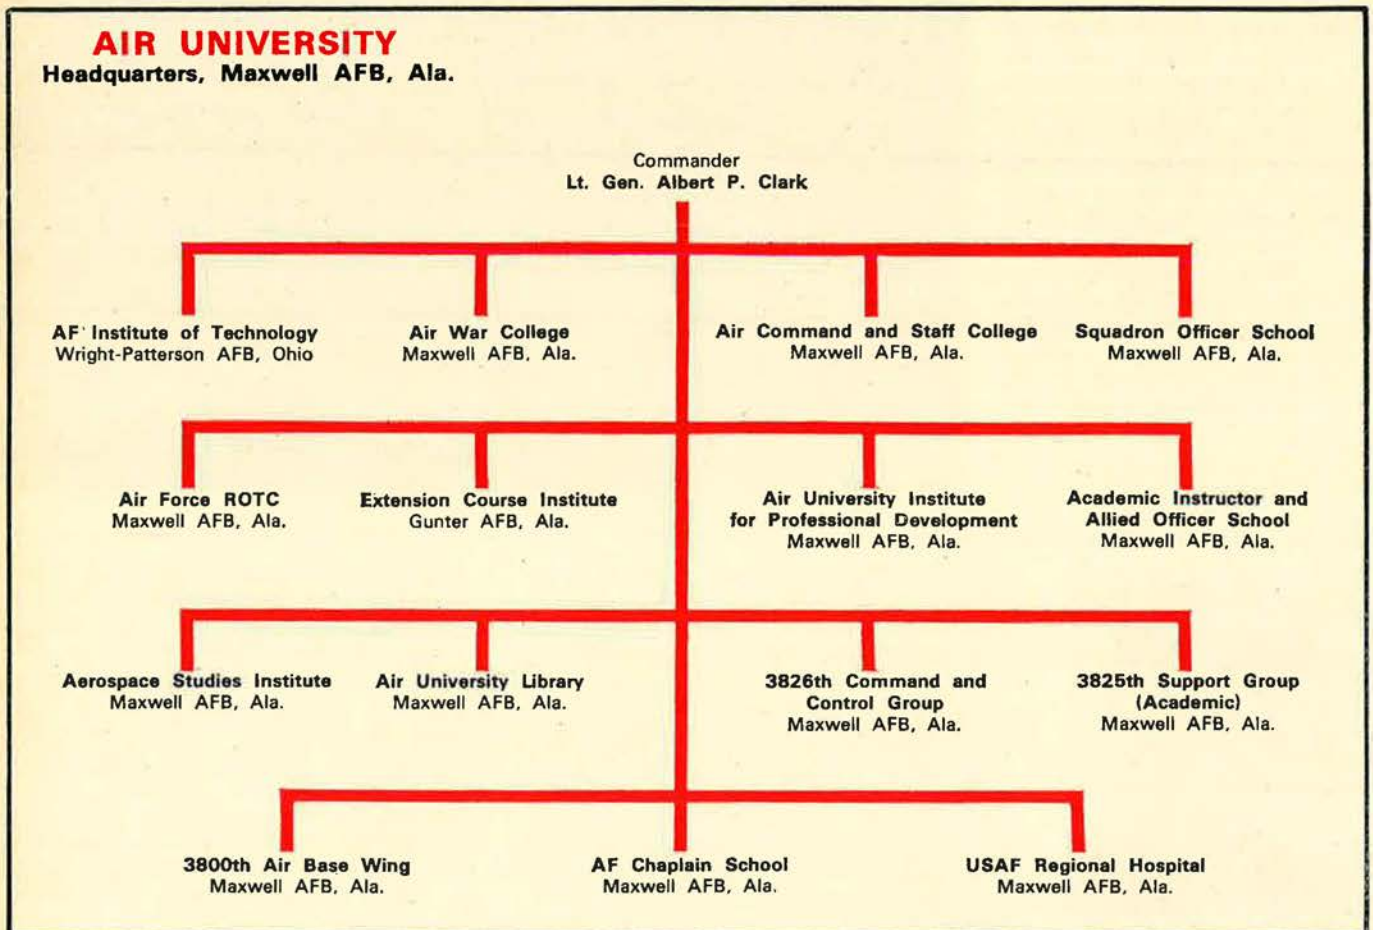 AIR UNIVERSITY
Headquarters, Maxwell AFB, Ala.
Commander
Lt. Gen. Albert P. Clark
AF Institute of Technology
Wright-Patterson AFB, Ohio
Air War College
Maxwell AFB, Ala.
Air Command and Staff College
Maxwell AFB, Ala.
Squadron Officer School
Maxwell AFB, Ala.
Air Force ROTC
Maxwell AFB, Ala.
Extension Course Institute
Gunter AFB, Ala.
Air University Institute
for Professional Development
Maxwell AFB, Ala.
Academic Instructor and
Allied Officer School
Maxwell AFB, Ala.
Aerospace Studies Institute
Maxwell AFB, Ala.
Air University Library
Maxwell AFB, Ala.
3826th Command and
Control Group
Maxwell AFB, Ala.
3825th Support Group
(Academic)
Maxwell AFB, Ala.
3800th Air Base Wing
Maxwell AFB, Ala.
AF Chaplain School
Maxwell AFB, Ala.
USAF Regional Hospital
Maxwell AFB, Ala.